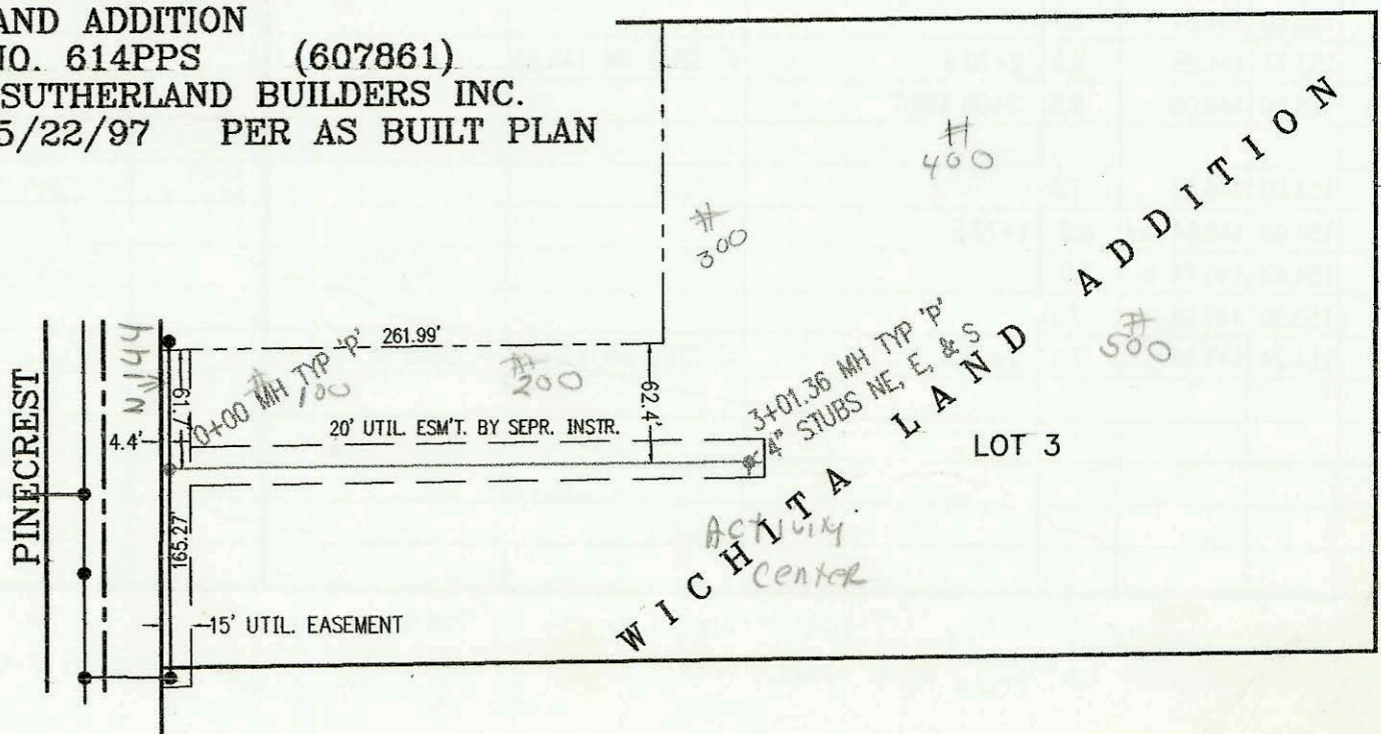 AND ADDITION
NO. 614PPS (607861)
SUTHERLAND BUILDERS INC.
5/22/97 PER AS BUILT PLAN
#
400
#
300
#
500
WICHITA LAND ADDITION
LOT 3
PINECREST
N 144
261.99'
61.7'
0+00 MH TYP 'P'
#
100
#
200
62.4'
4.4'
20' UTIL. ESM'T. BY SEPR. INSTR.
3+01.36 MH TYP 'P'
4" STUBS NE, E, & S
165.27'
15' UTIL. EASEMENT
Activity
Center